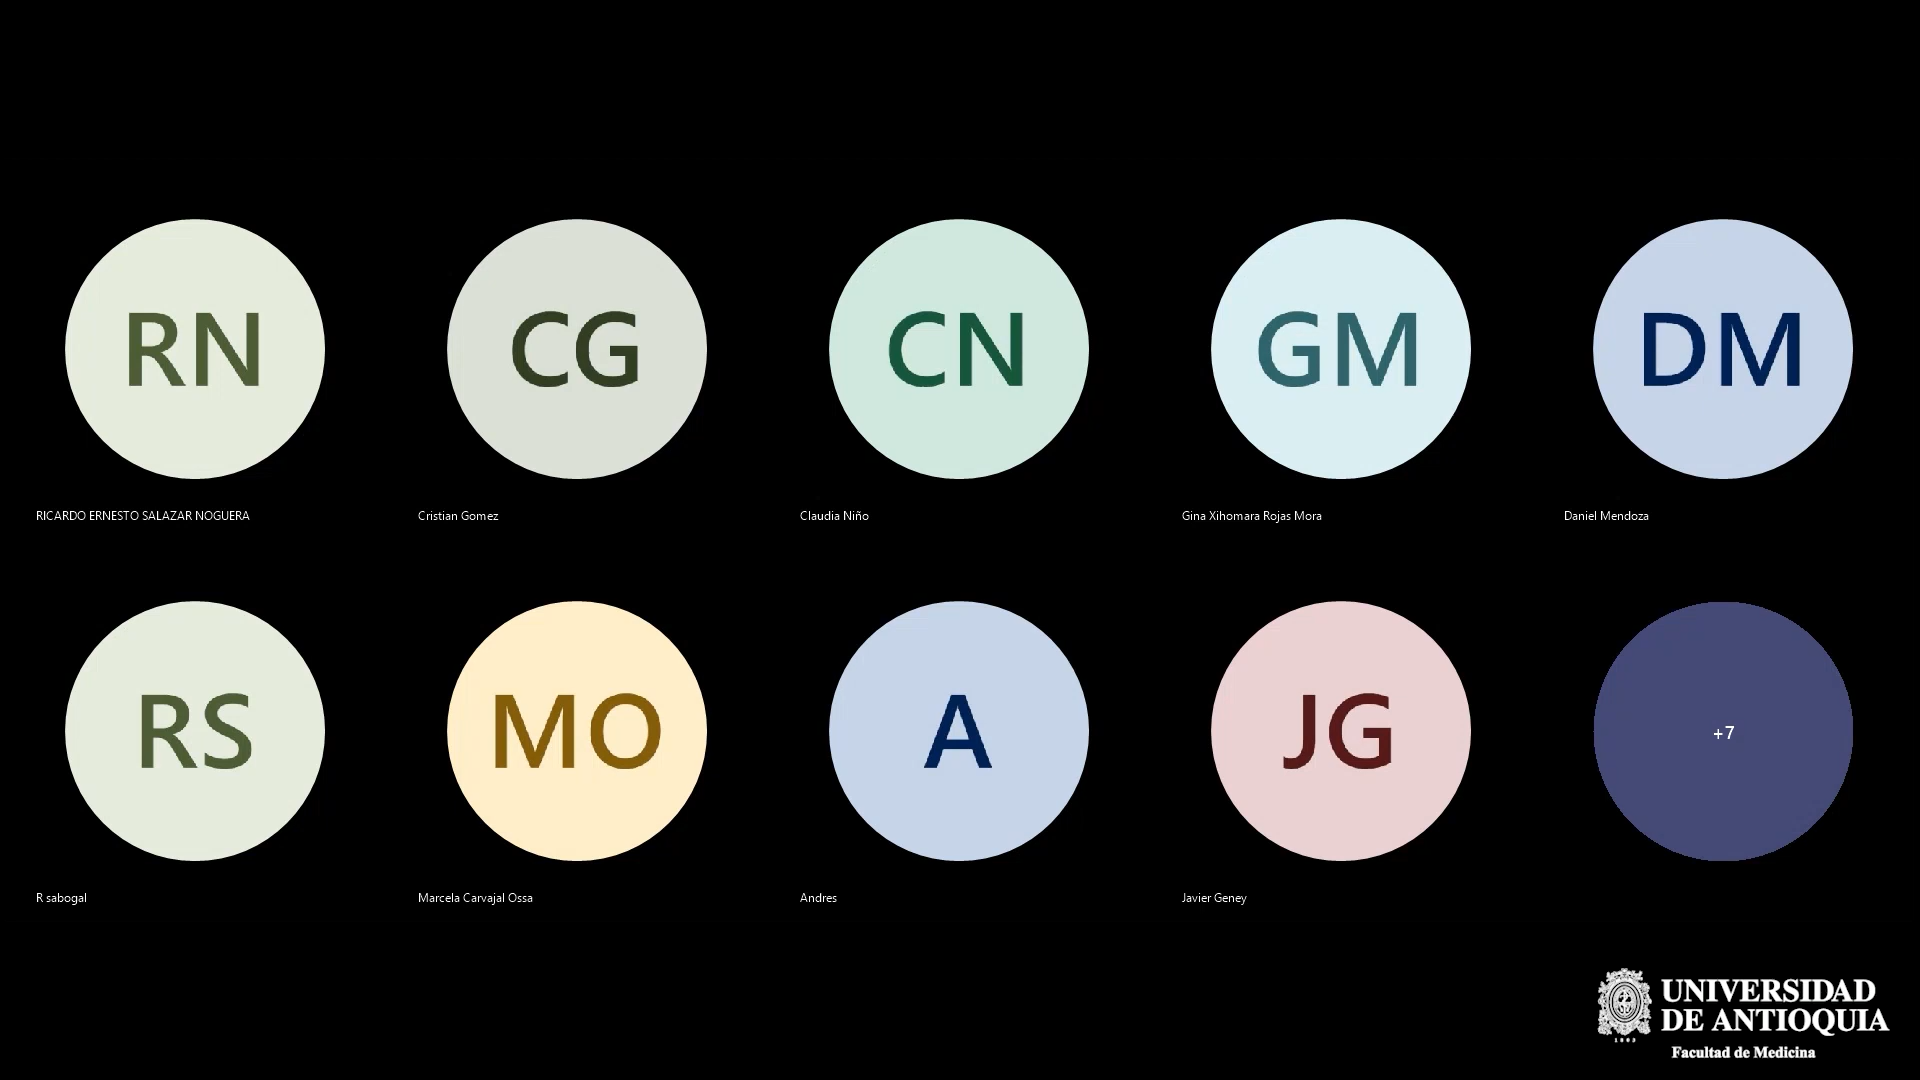 RN
CG
CN
GM
DM
RICARDO ERNESTO SALAZAR NOGUERA
Cristian Gomez
Claudia Niño
Gina Xihomara Rojas Mora
Daniel Mendoza
RS
MO
A
JG
+7
R sabogal
Marcela Carvajal Ossa
Andres
Javier Geney
UNIVERSIDAD
DE ANTIOQUIA
1803
Facultad de Medicina